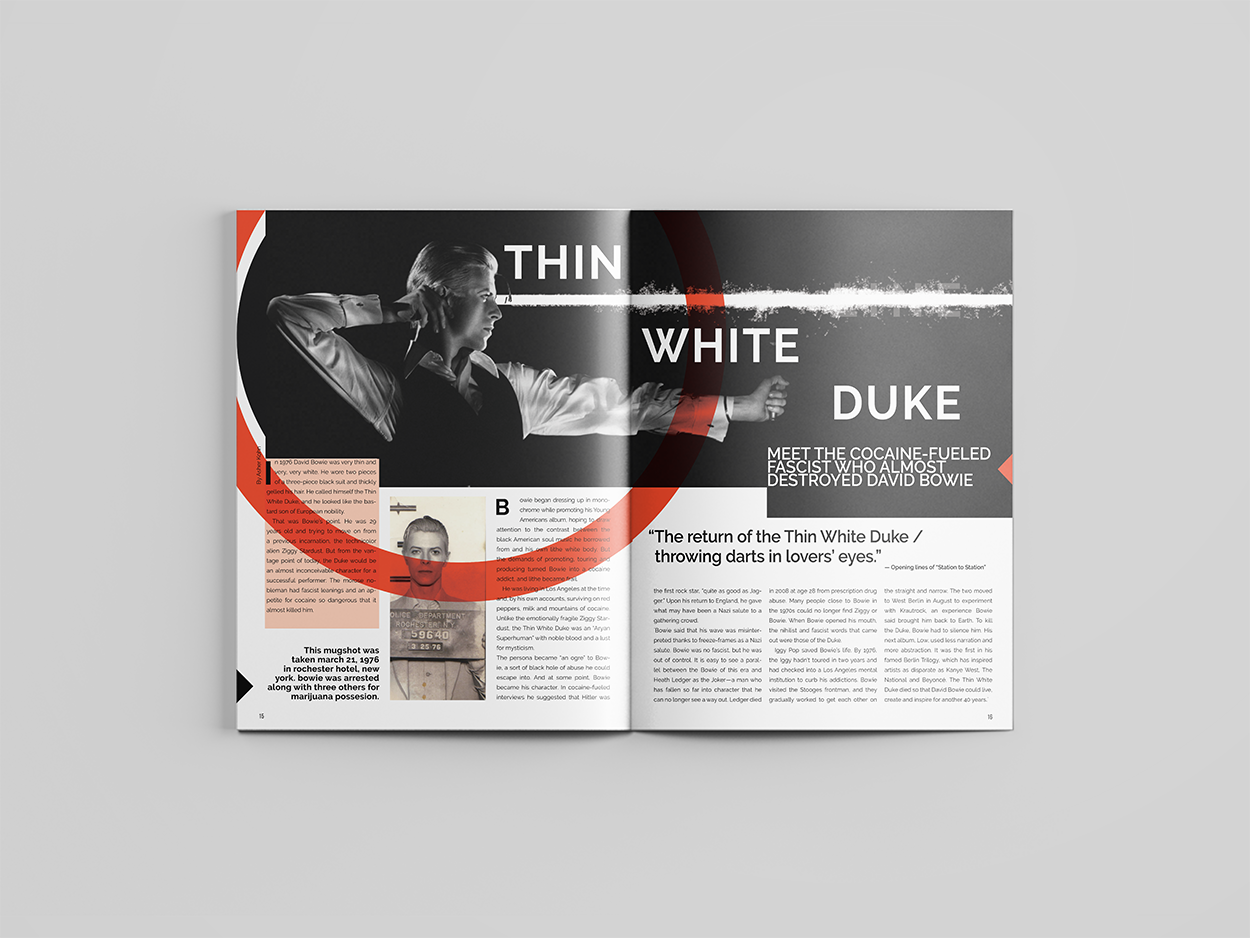 THIN
WHITE
DUKE
MEET THE COCAINE-FUELED
FASCIST WHO ALMOST
DESTROYED DAVID BOWIE
By Asher Kohn
In 1976 David Bowie was very thin and
very, very white. He wore two pieces
of a three-piece black suit and thickly
gelled his hair. He called himself the Thin
White Duke, and he looked like the bas-
tard son of European nobility.
That was Bowie's point. He was 29
years old and trying to move on from
a previous incarnation, the technicolor
alien Ziggy Stardust. But from the van-
tage point of today, the Duke would be
an almost inconceivable character for a
successful performer: The morose no-
bleman had fascist leanings and an ap-
petite for cocaine so dangerous that it
almost killed him.
This mugshot was
taken march 21, 1976
in rochester hotel, new
york. bowie was arrested
along with three others for
marijuana possesion.
POLICE DEPARTMENT
ROCHESTER, N.Y.
59640
3 25 76
Bowie began dressing up in mono-
chrome while promoting his Young
Americans album, hoping to draw
attention to the contrast between the
black American soul music he borrowed
from and his own lithe white body. But
the demands of promoting, touring and
producing turned Bowie into a cocaine
addict, and lithe became frail.
He was living in Los Angeles at the time
and, by his own accounts, surviving on red
peppers, milk and mountains of cocaine.
Unlike the emotionally fragile Ziggy Star-
dust, the Thin White Duke was an "Aryan
Superhuman" with noble blood and a lust
for mysticism.
The persona became "an ogre" to Bow-
ie, a sort of black hole of abuse he could
escape into. And at some point, Bowie
became his character. In cocaine-fueled
interviews he suggested that Hitler was
15
“The return of the Thin White Duke /
throwing darts in lovers’ eyes.”
— Opening lines of "Station to Station"
the first rock star, "quite as good as Jag-
ger." Upon his return to England, he gave
what may have been a Nazi salute to a
gathering crowd.
Bowie said that his wave was misinter-
preted thanks to freeze-frames as a Nazi
salute. Bowie was no fascist, but he was
out of control. It is easy to see a paral-
lel between the Bowie of this era and
Heath Ledger as the Joker—a man who
has fallen so far into character that he
can no longer see a way out. Ledger died
in 2008 at age 28 from prescription drug
abuse. Many people close to Bowie in
the 1970s could no longer find Ziggy or
Bowie. When Bowie opened his mouth,
the nihilist and fascist words that came
out were those of the Duke.
Iggy Pop saved Bowie's life. By 1976,
the Iggy hadn't toured in two years and
had checked into a Los Angeles mental
institution to curb his addictions. Bowie
visited the Stooges frontman, and they
gradually worked to get each other on
the straight and narrow. The two moved
to West Berlin in August to experiment
with Krautrock, an experience Bowie
said brought him back to Earth. To kill
the Duke, Bowie had to silence him. His
next album, Low, used less narration and
more abstraction. It was the first in his
famed Berlin Trilogy, which has inspired
artists as disparate as Kanye West, The
National and Beyoncé. The Thin White
Duke died so that David Bowie could live,
create and inspire for another 40 years.
16